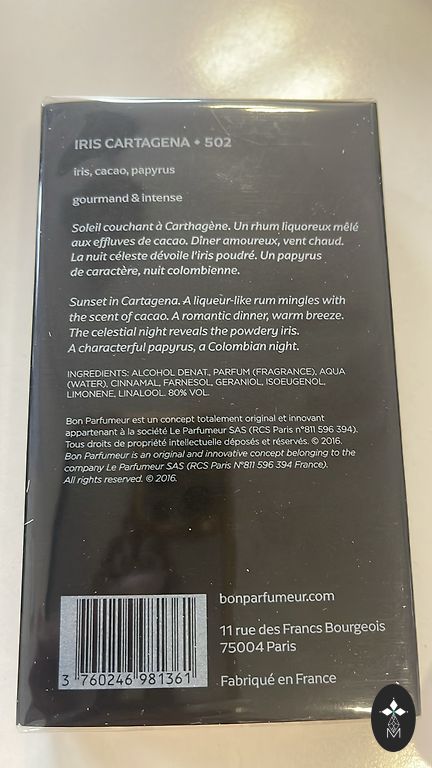 IRIS CARTAGENA • 502
iris, cacao, papyrus
gourmand & intense
Soleil couchant à Carthagène. Un rhum liquoreux mêlé
aux effluves de cacao. Dîner amoureux, vent chaud.
La nuit céleste dévoile l'iris poudré. Un papyrus
de caractère, nuit colombienne.
Sunset in Cartagena. A liqueur-like rum mingles with
the scent of cacao. A romantic dinner, warm breeze.
The celestial night reveals the powdery iris.
A characterful papyrus, a Colombian night.
INGREDIENTS: ALCOHOL DENAT., PARFUM (FRAGRANCE), AQUA
(WATER), CINNAMAL, FARNESOL, GERANIOL, ISOEUGENOL,
LIMONENE, LINALOOL. 80% VOL.
Bon Parfumeur est un concept totalement original et innovant
appartenant à la société Le Parfumeur SAS (RCS Paris n°811 596 394).
Tous droits de propriété intellectuelle déposés et réservés. © 2016.
Bon Parfumeur is an original and innovative concept belonging to the
company Le Parfumeur SAS (RCS Paris N°811 596 394 France).
All rights reserved. © 2016.
bonparfumeur.com
11 rue des Francs Bourgeois
75004 Paris
Fabriqué en France
3 760246 981361
M